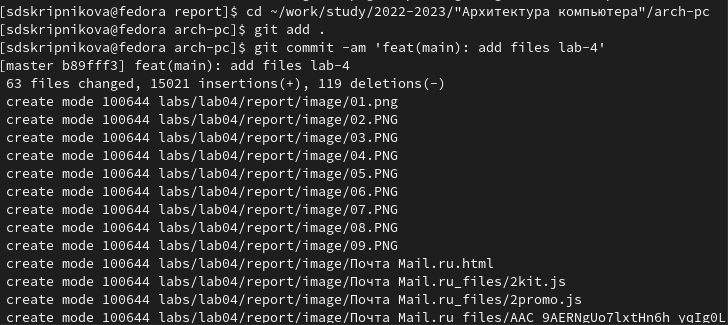 [sdskripnikova@fedora report]$ cd ~/work/study/2022-2023/"Архитектура компьютера"/arch-pc
[sdskripnikova@fedora arch-pc]$ git add .
[sdskripnikova@fedora arch-pc]$ git commit -am 'feat(main): add files lab-4'
[master b89fff3] feat(main): add files lab-4
 63 files changed, 15021 insertions(+), 119 deletions(-)
 create mode 100644 labs/lab04/report/image/01.png
 create mode 100644 labs/lab04/report/image/02.PNG
 create mode 100644 labs/lab04/report/image/03.PNG
 create mode 100644 labs/lab04/report/image/04.PNG
 create mode 100644 labs/lab04/report/image/05.PNG
 create mode 100644 labs/lab04/report/image/06.PNG
 create mode 100644 labs/lab04/report/image/07.PNG
 create mode 100644 labs/lab04/report/image/08.PNG
 create mode 100644 labs/lab04/report/image/09.PNG
 create mode 100644 labs/lab04/report/image/Почта Mail.ru.html
 create mode 100644 labs/lab04/report/image/Почта Mail.ru_files/2kit.js
 create mode 100644 labs/lab04/report/image/Почта Mail.ru_files/2promo.js
 create mode 100644 labs/lab04/report/image/Почта Mail.ru_files/